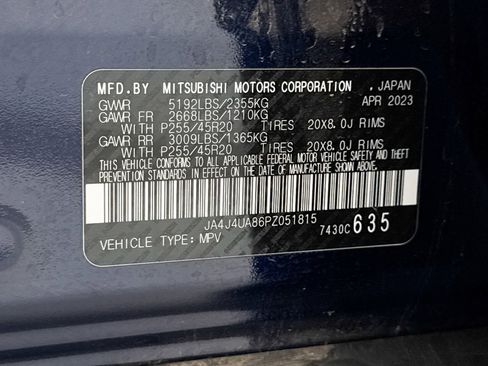 MFD.BY MITSUBISHI MOTORS CORPORATION , JAPAN
GVWR 5192LBS/2355KG APR 2023
GAWR FR 2668LBS/1210KG
WITH P255/45R20 TIRES 20X8.0J RIMS
GAWR RR 3009LBS/1365KG
WITH P255/45R20 TIRES 20X8.0J RIMS
THIS VEHICLE CONFORMS TO ALL APPLICABLE FEDERAL MOTOR VEHICLE SAFETY AND
THEFT PREVENTION STANDARDS IN EFFECT ON THE DATE OF MANUFACTURE SHOWN ABOVE.
JA4J4UA86PZ051815
VEHICLE TYPE:MPV 7430C 635